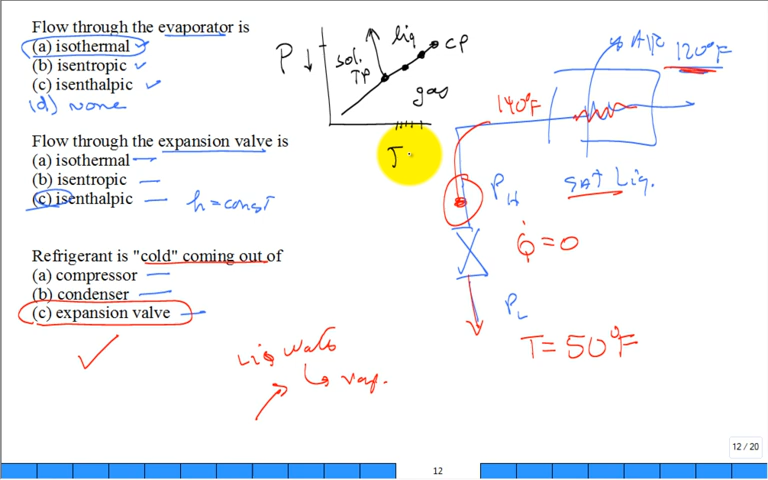 Flow through the evaporator is
(a) isothermal
(b) isentropic
(c) isenthalpic
(d) None
Flow through the expansion valve is
(a) isothermal
(b) isentropic
(c) isenthalpic h = const
Refrigerant is "cold" coming out of
(a) compressor
(b) condenser
(c) expansion valve
Liq
vap.
P ↓
sol.
liq
CP
TP
gas
T
Air
120°F
140°F
sat Liq.
PH
Q̇ = 0
PL
T = 50°F
12 / 20
12